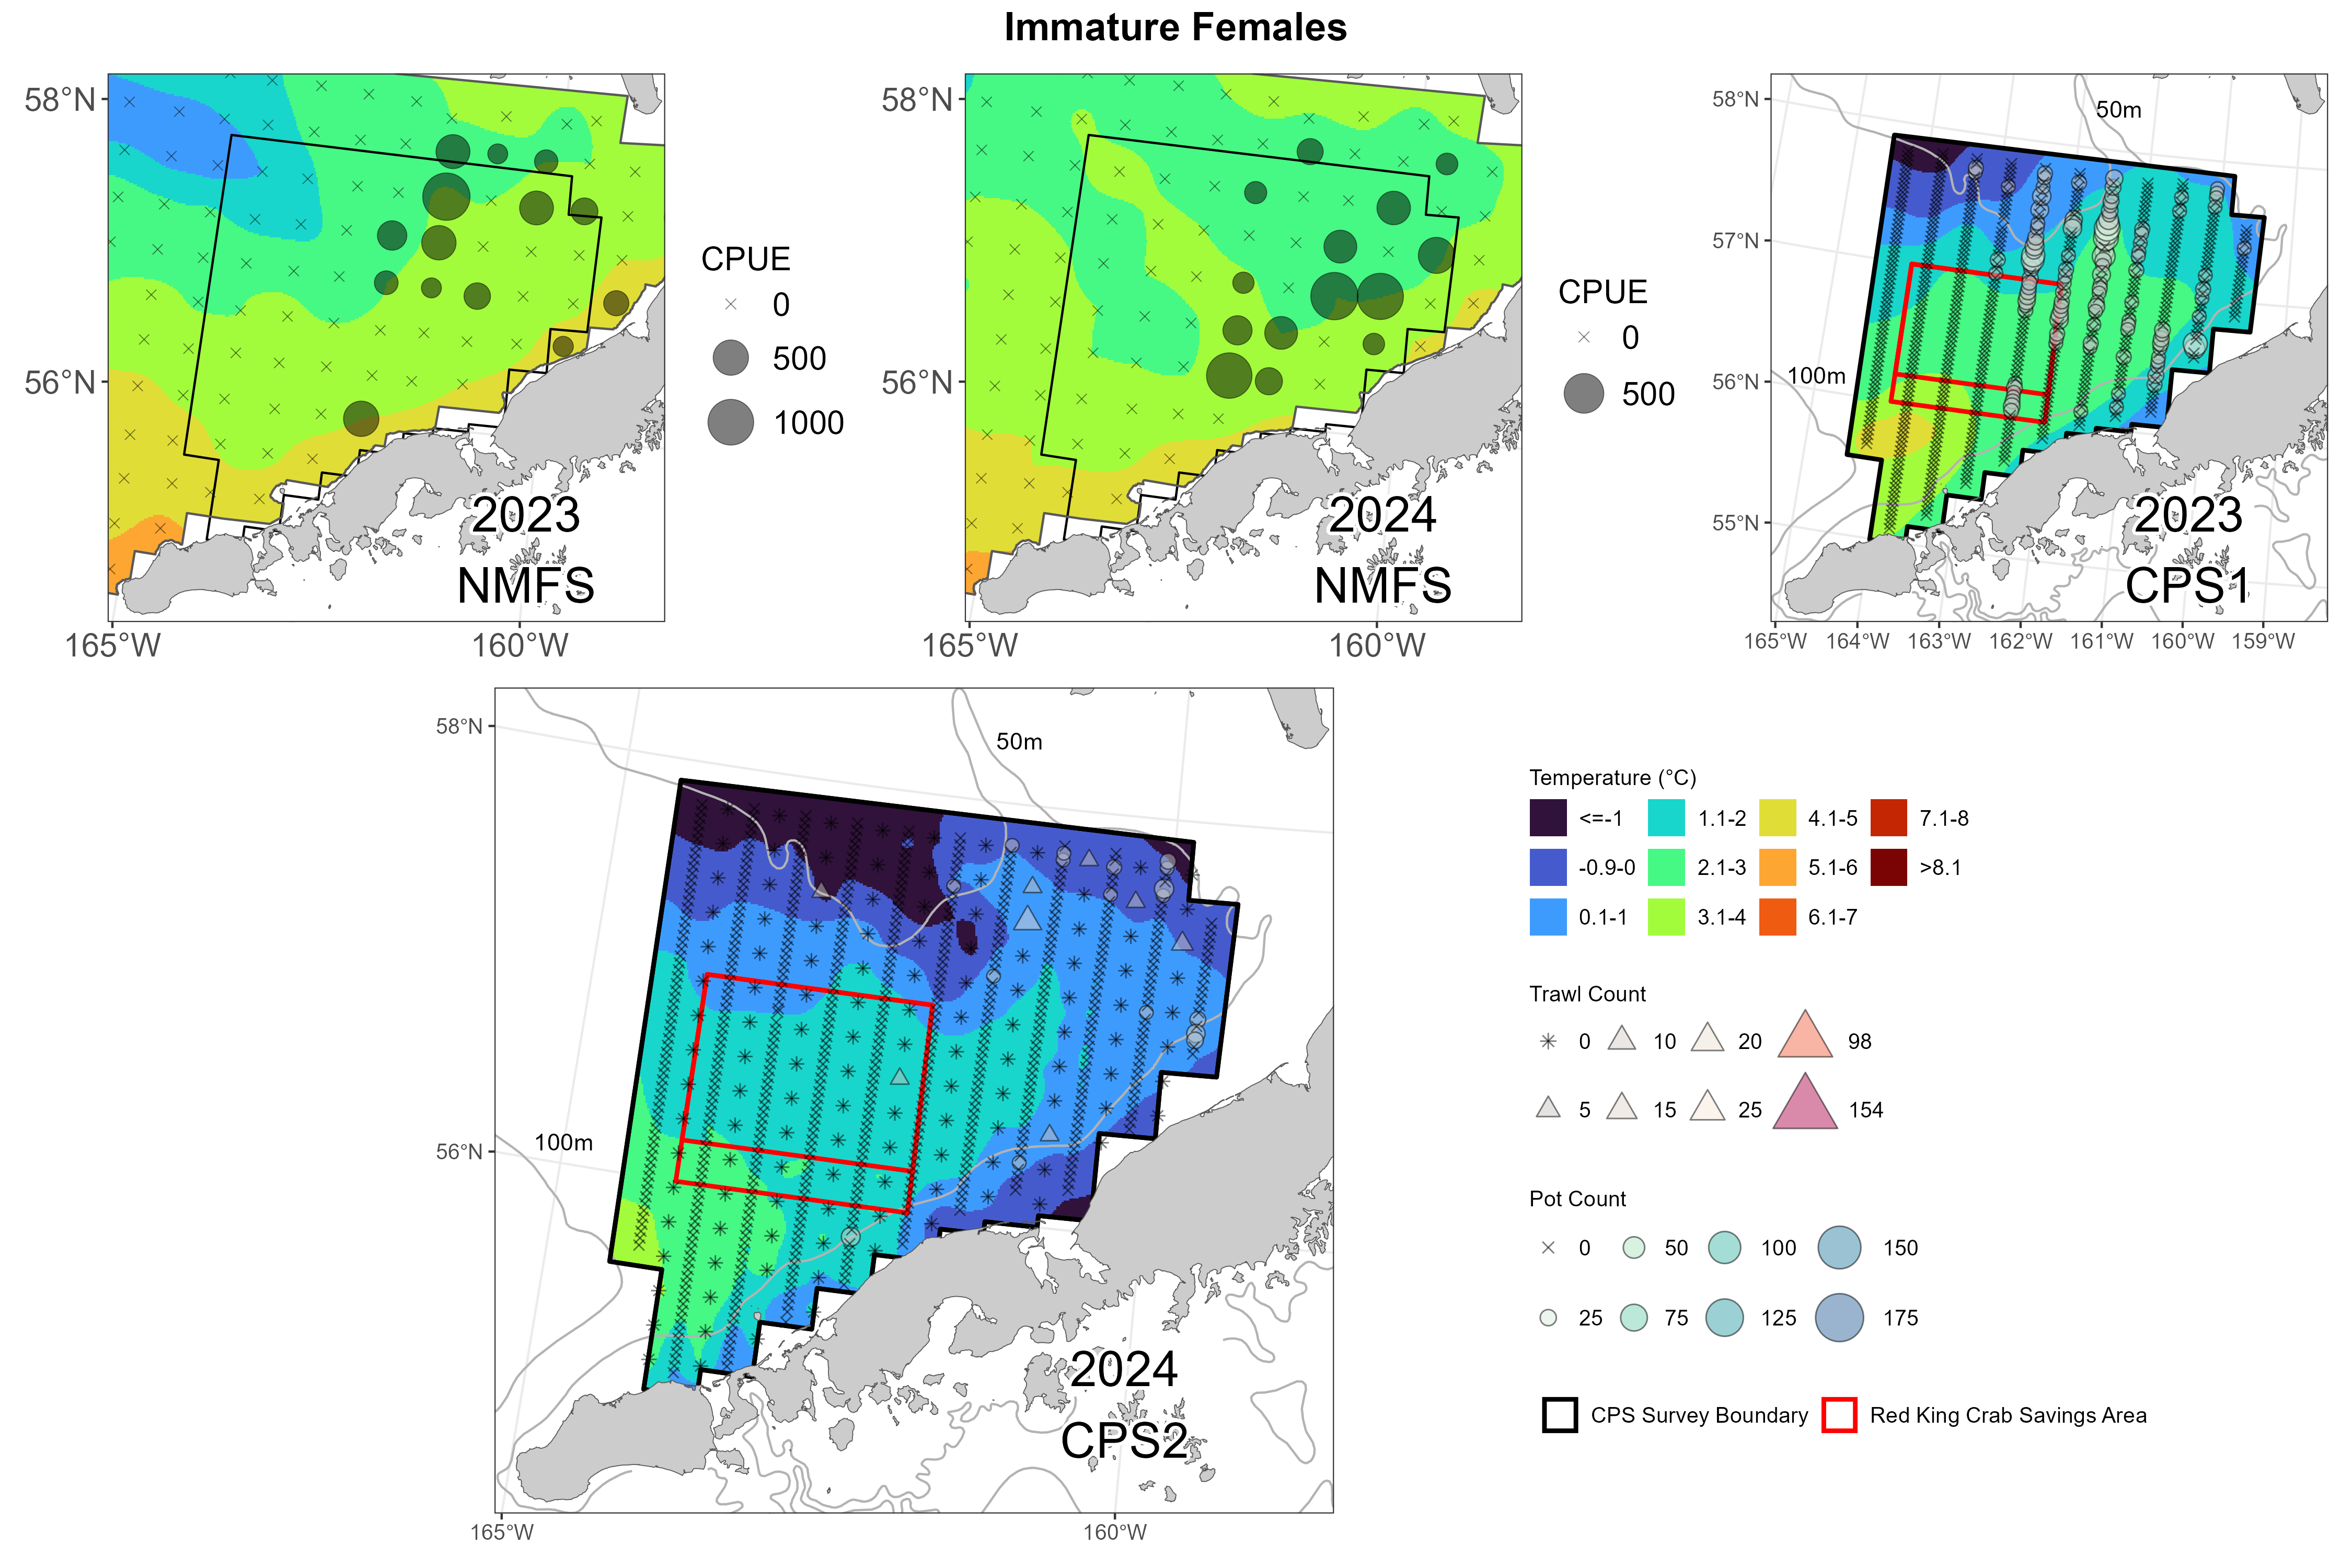 Immature Females
58°N
56°N
165°W
160°W
2023
NMFS
CPUE
0
500
1000
58°N
56°N
165°W
160°W
2024
NMFS
CPUE
0
500
58°N
57°N
56°N
55°N
50m
100m
2023
CPS1
165°W 164°W 163°W 162°W 161°W 160°W 159°W
58°N
56°N
50m
100m
2024
CPS2
165°W
160°W
Temperature (°C)
<=-1 1.1-2 4.1-5 7.1-8
-0.9-0 2.1-3 5.1-6 >8.1
0.1-1 3.1-4 6.1-7
Trawl Count
0 10 20 98
5 15 25 154
Pot Count
0 50 100 150
25 75 125 175
CPS Survey Boundary Red King Crab Savings Area